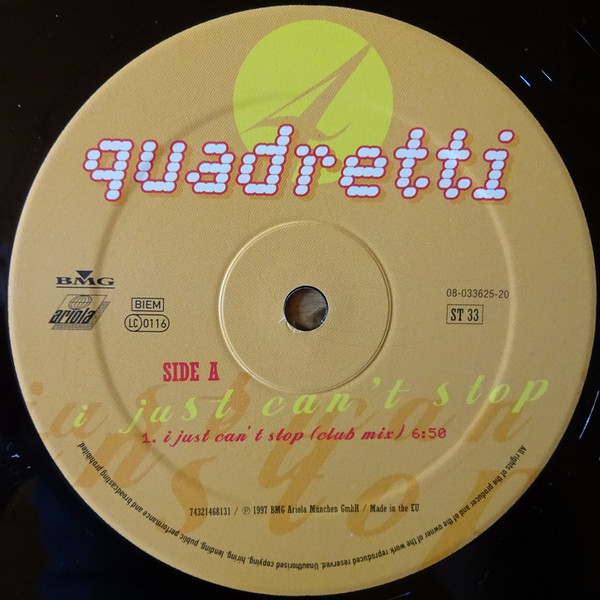 quadretti
BMG
ariola
BIEM
LC 0116
08-033625-20
ST 33
SIDE A
i just can't stop
1. i just can't stop (club mix) 6:50
74321468131 / ℗ 1997 BMG Ariola München GmbH / Made in the EU
All rights of the producer and of the owner of the work reproduced reserved. Unauthorised copying, hiring, lending, public performance and broadcasting prohibited.